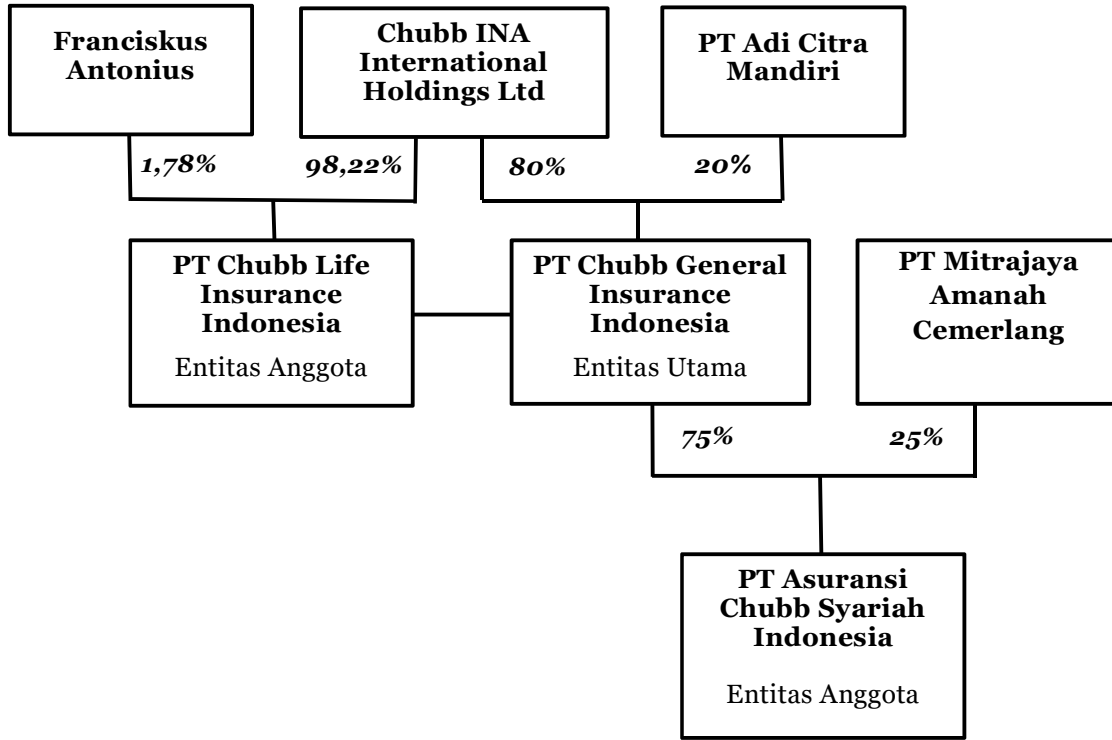 Franciskus
Antonius
Chubb INA
International
Holdings Ltd
PT Adi Citra
Mandiri
1,78%
98,22%
80%
20%
PT Chubb Life
Insurance
Indonesia
Entitas Anggota
PT Chubb General
Insurance
Indonesia
Entitas Utama
PT Mitrajaya
Amanah
Cemerlang
75%
25%
PT Asuransi
Chubb Syariah
Indonesia
Entitas Anggota